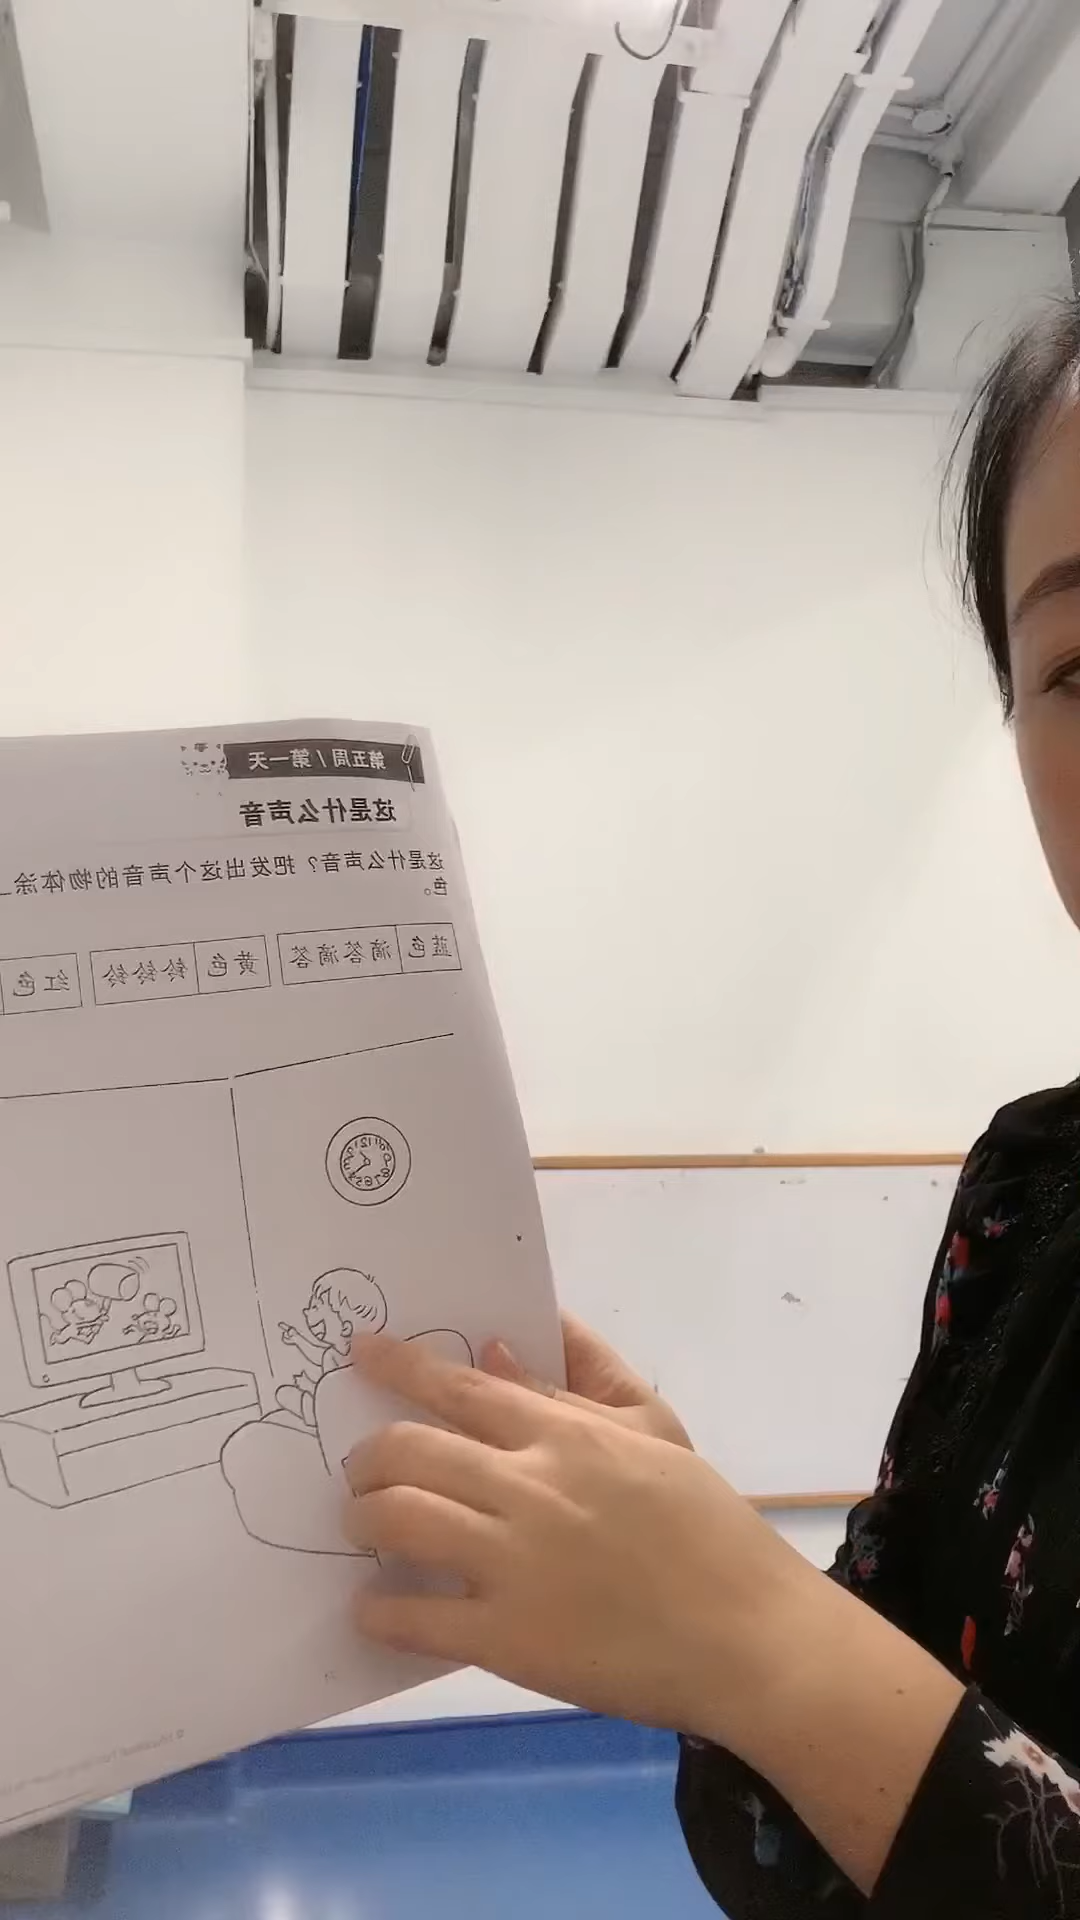 第五周 / 第一天
这是什么声音
这是什么声音？把发出这个声音的物体涂
色。
蓝色 滴答滴答 黄色 铃铃铃 红色